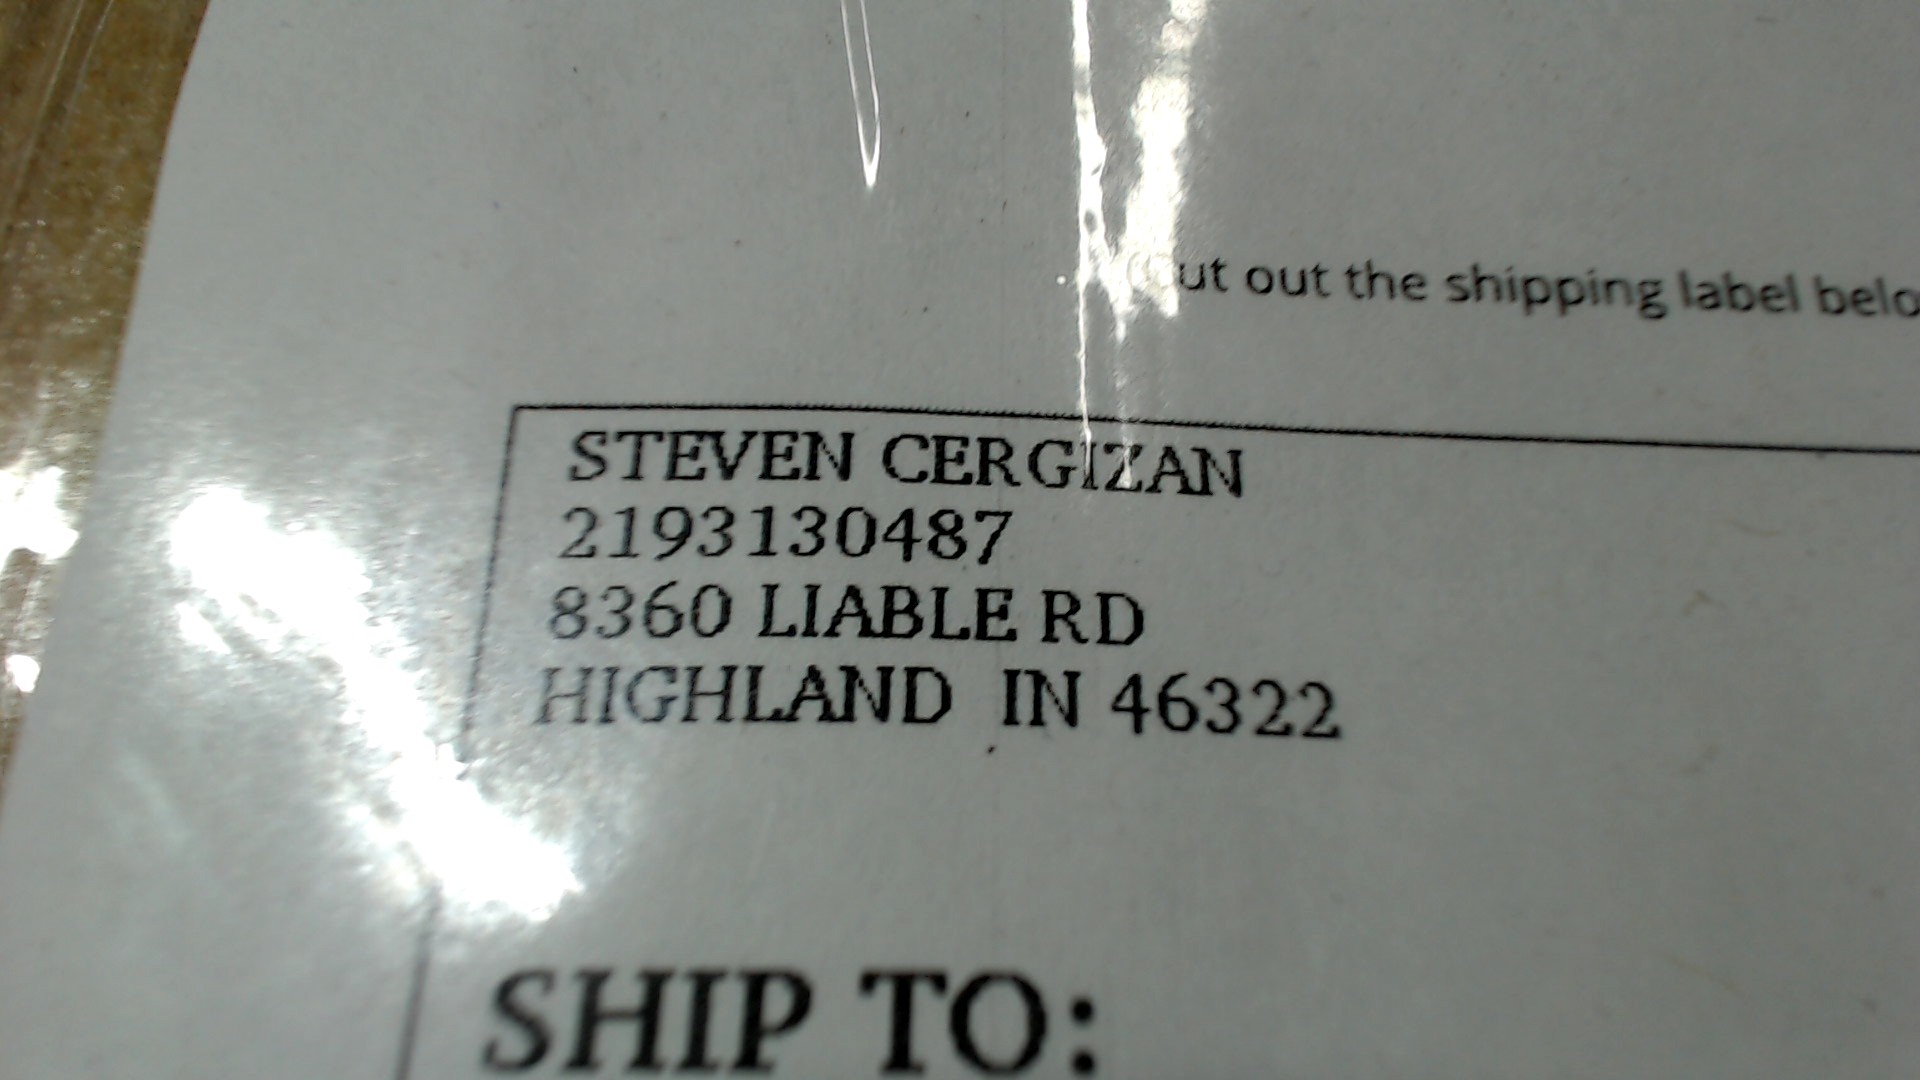 ut out the shipping label belo
STEVEN CERGIZAN
2193130487
8360 LIABLE RD
HIGHLAND IN 46322
SHIP TO: